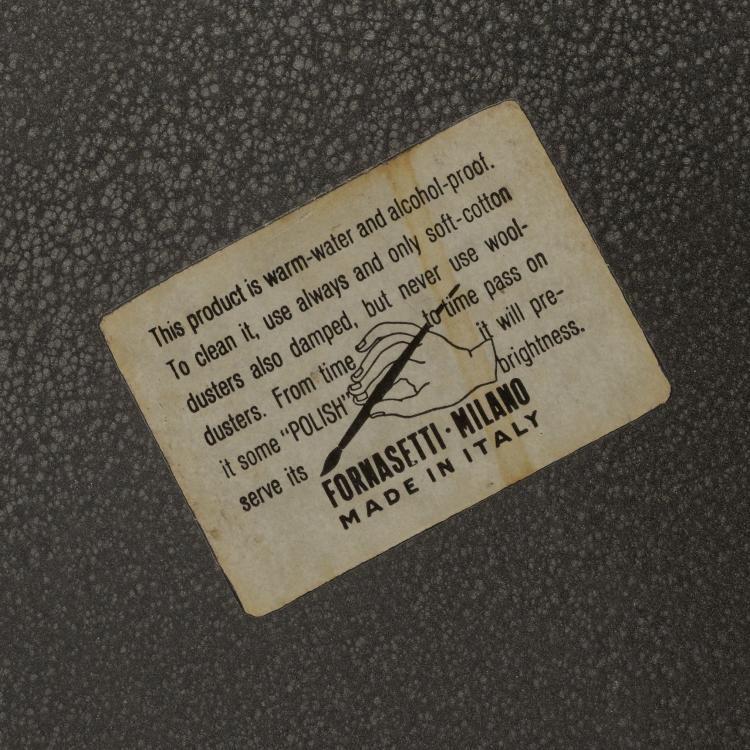 This product is warm-water and alcohol-proof.
To clean it, use always and only soft-cotton
dusters also damped, but never use wool-
dusters. From time to time pass on
it some "POLISH" it will pre-
serve its brightness.
FORNASETTI · MILANO
MADE IN ITALY